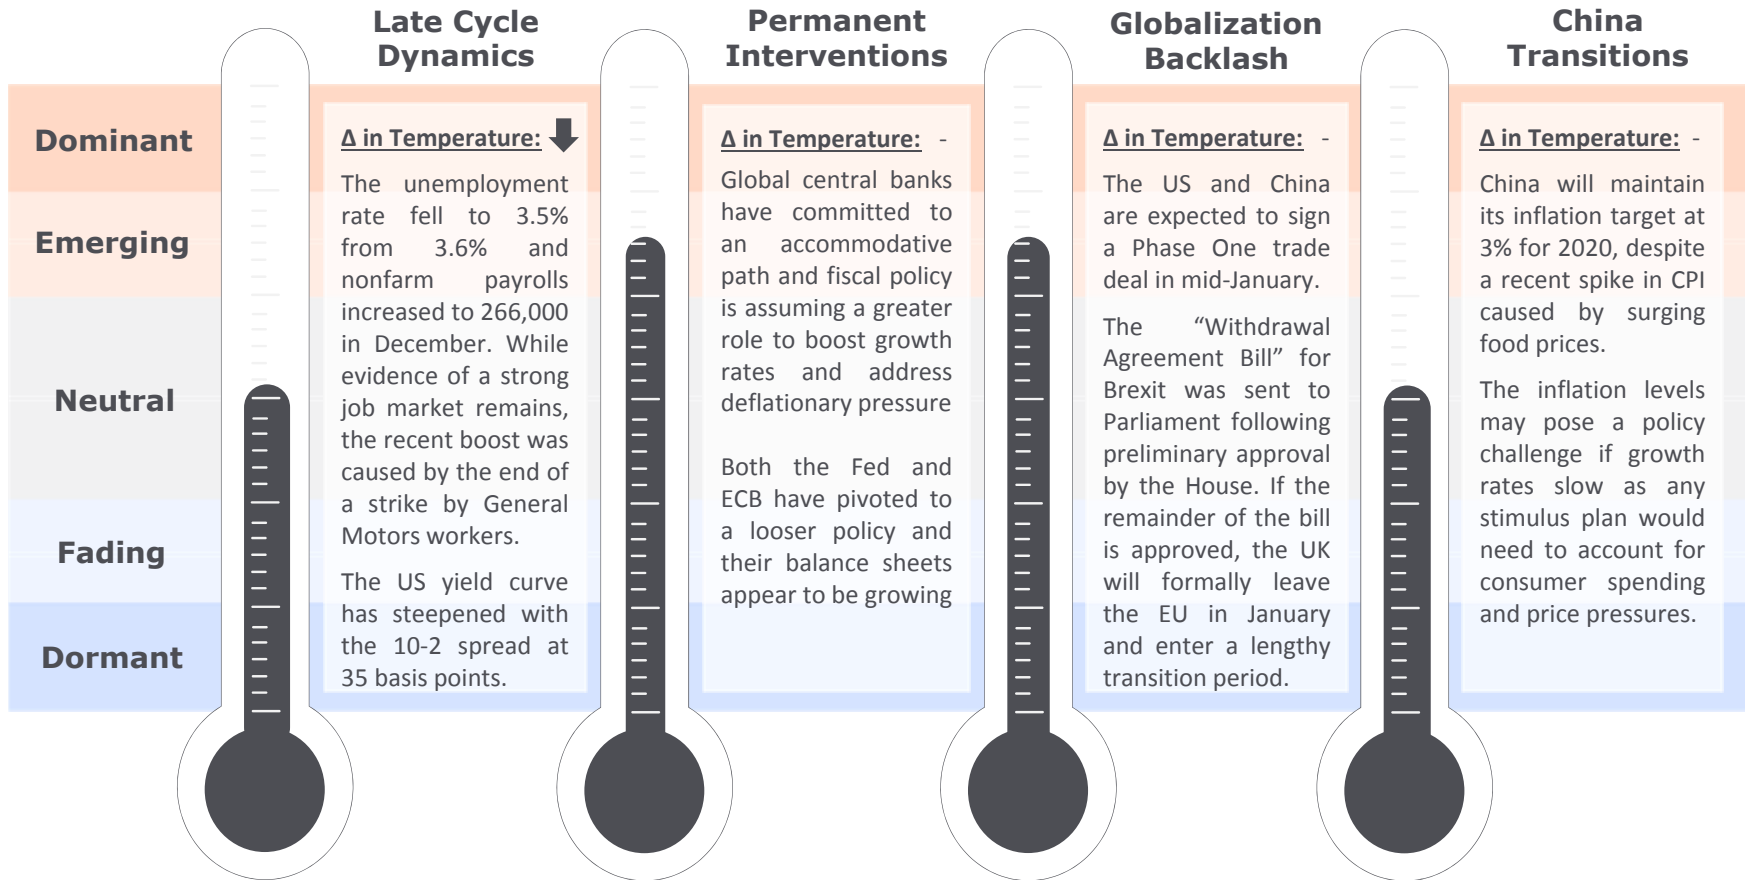 Late Cycle
Dynamics
Permanent
Interventions
Globalization
Backlash
China
Transitions
Dominant
Emerging
Neutral
Fading
Dormant
Δ in Temperature:
The unemployment
rate fell to 3.5%
from 3.6% and
nonfarm payrolls
increased to 266,000
in December. While
evidence of a strong
job market remains,
the recent boost was
caused by the end of
a strike by General
Motors workers.
The US yield curve
has steepened with
the 10-2 spread at
35 basis points.
Δ in Temperature: -
Global central banks
have committed to
an accommodative
path and fiscal policy
is assuming a greater
role to boost growth
rates and address
deflationary pressure
Both the Fed and
ECB have pivoted to
a looser policy and
their balance sheets
appear to be growing
Δ in Temperature: -
The US and China
are expected to sign
a Phase One trade
deal in mid-January.
The “Withdrawal
Agreement Bill” for
Brexit was sent to
Parliament following
preliminary approval
by the House. If the
remainder of the bill
is approved, the UK
will formally leave
the EU in January
and enter a lengthy
transition period.
Δ in Temperature: -
China will maintain
its inflation target at
3% for 2020, despite
a recent spike in CPI
caused by surging
food prices.
The inflation levels
may pose a policy
challenge if growth
rates slow as any
stimulus plan would
need to account for
consumer spending
and price pressures.